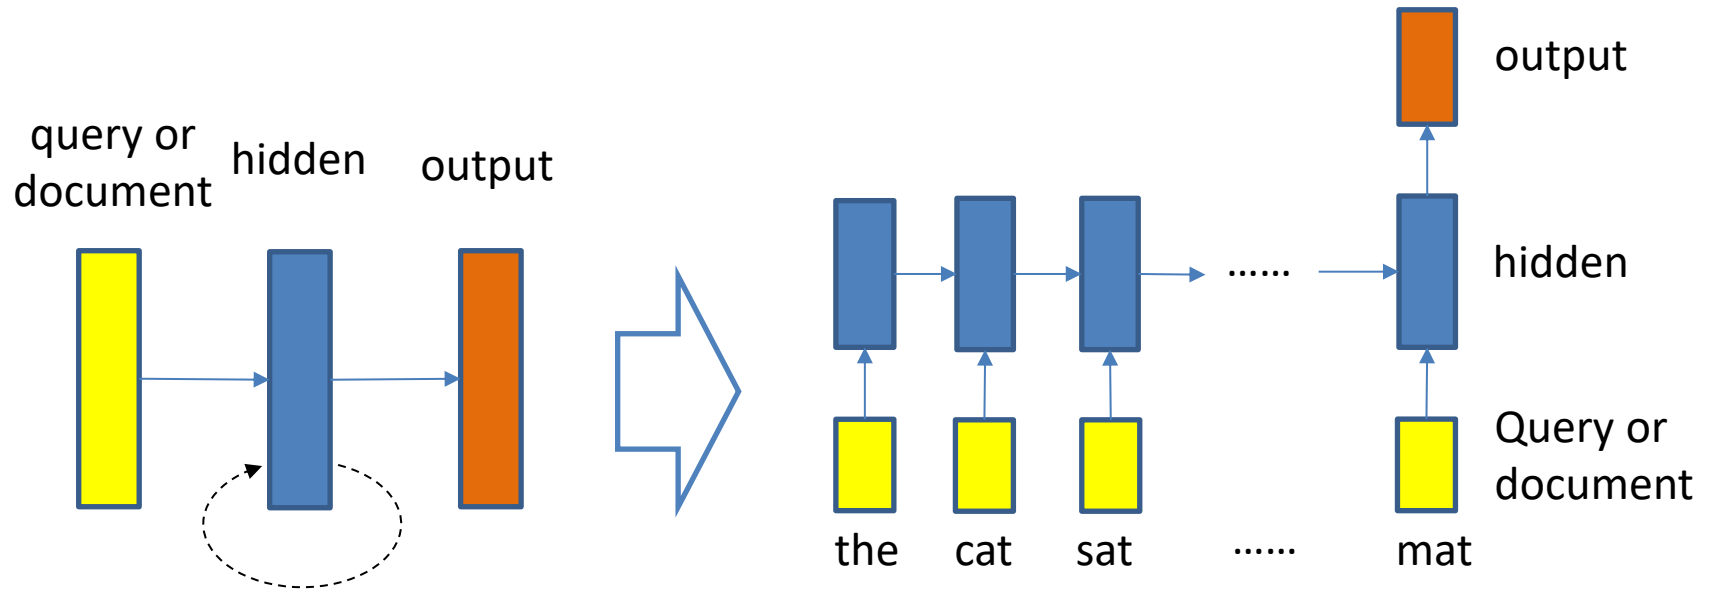 query or
document
hidden
output
output
hidden
Query or
document
......
the cat sat ...... mat